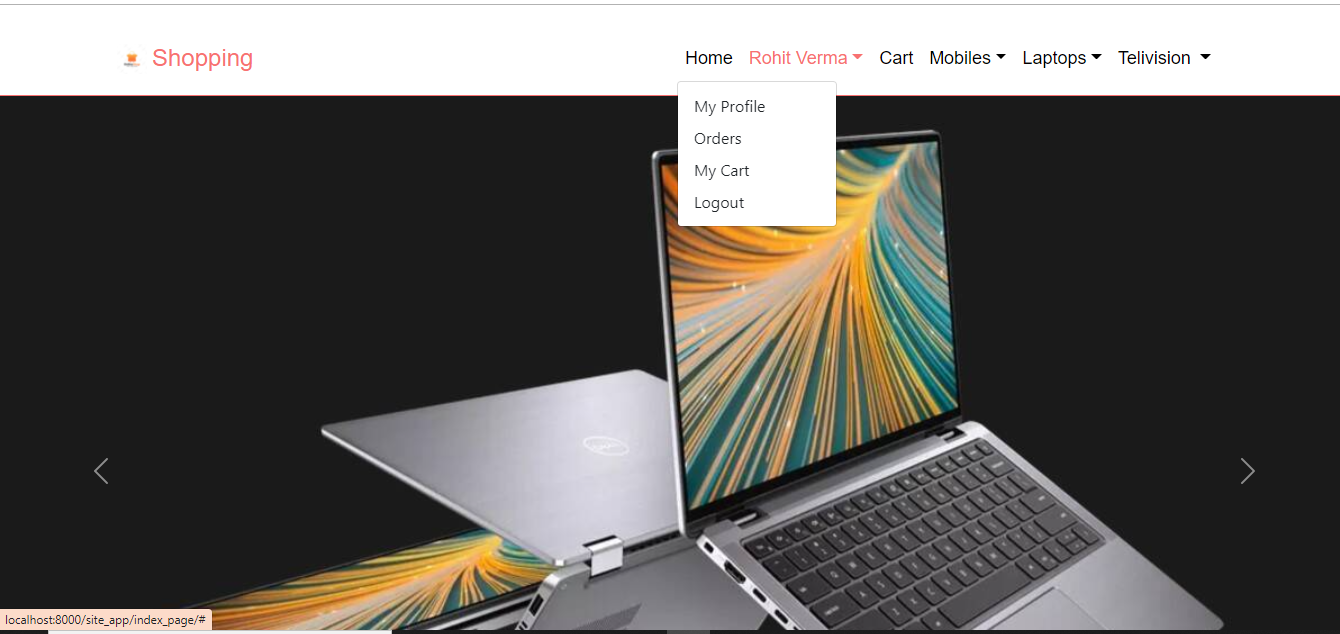 Shopping
Home Rohit Verma Cart Mobiles Laptops Telivision
My Profile
Orders
My Cart
Logout
localhost:8000/site_app/index_page/#